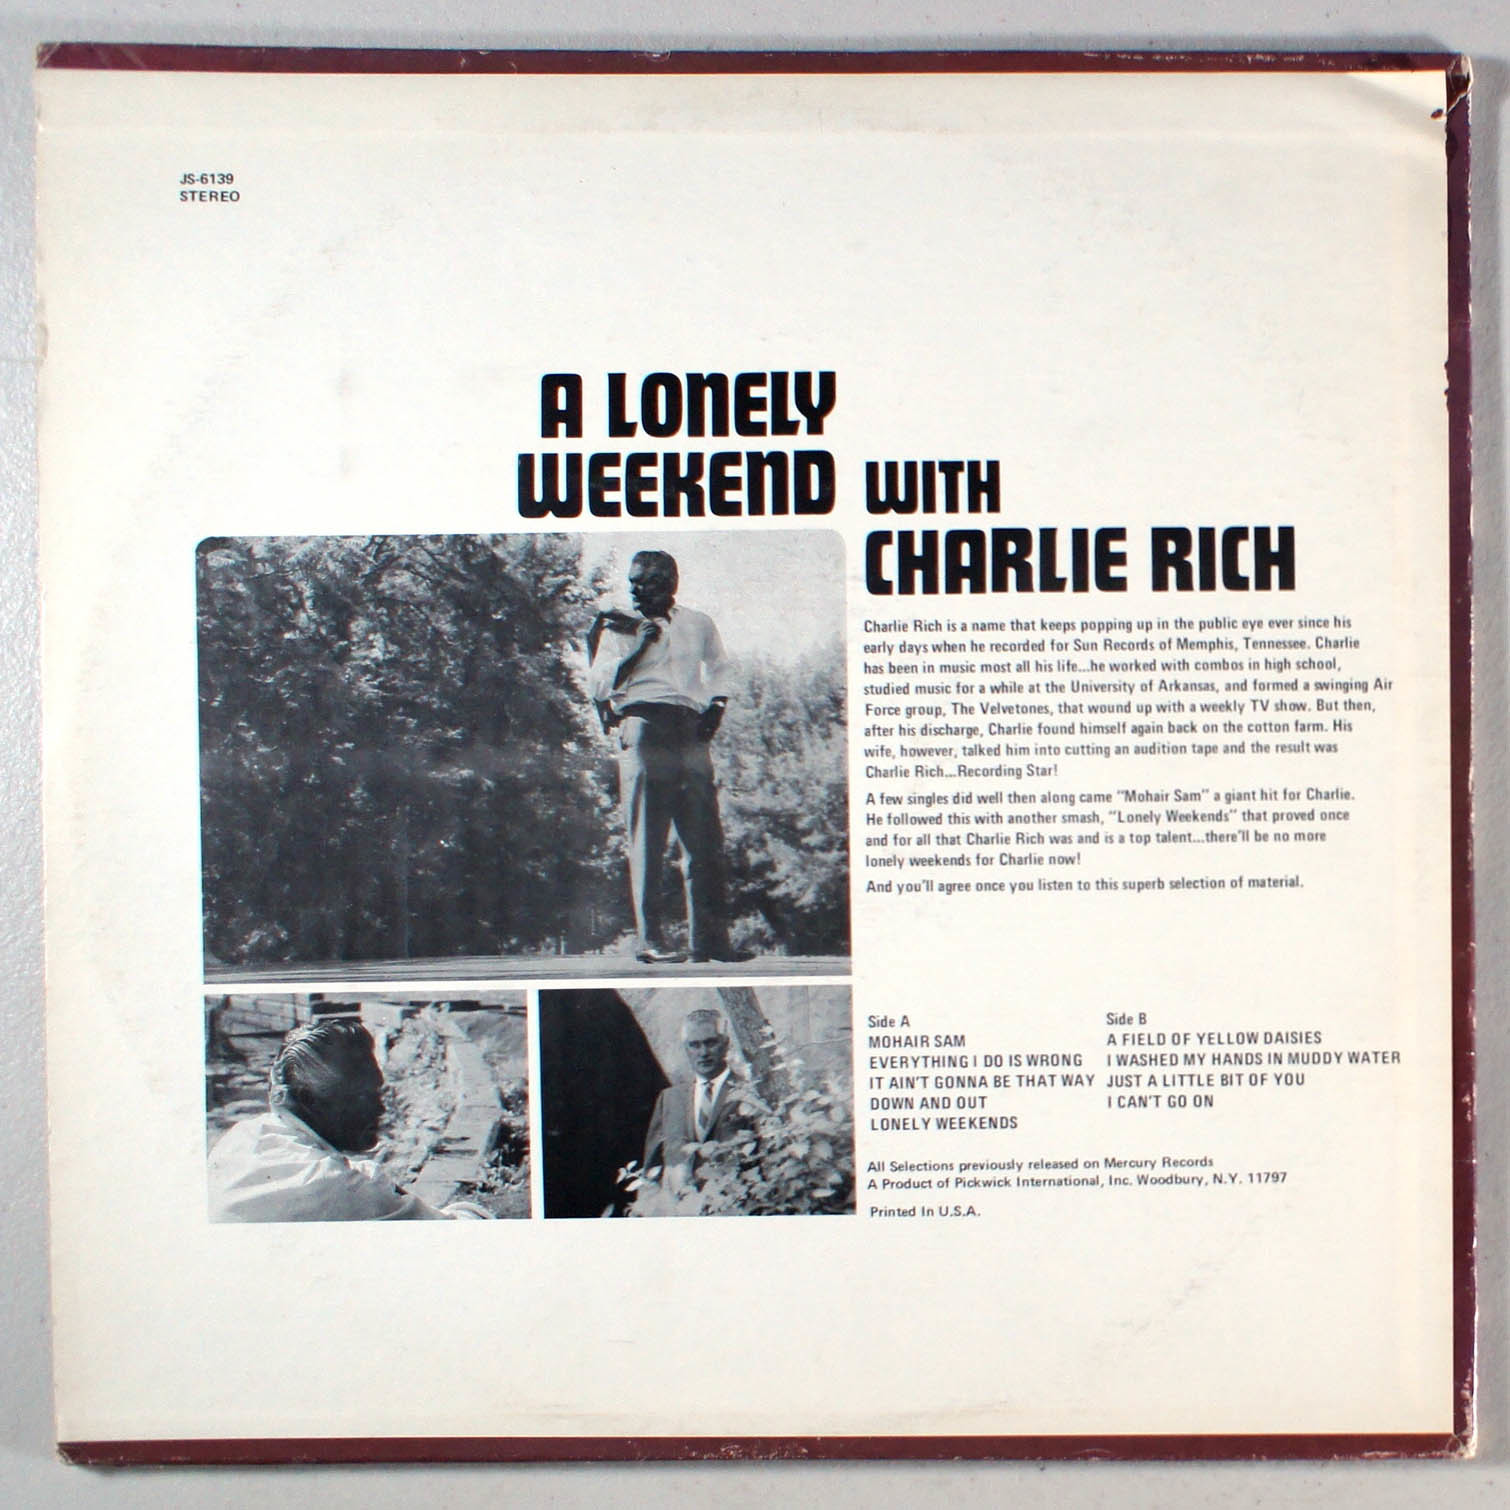 JS-6139
STEREO
A LONELY
WEEKEND
WITH
CHARLIE RICH
Charlie Rich is a name that keeps popping up in the public eye ever since his
early days when he recorded for Sun Records of Memphis, Tennessee. Charlie
has been in music most all his life...he worked with combos in high school,
studied music for a while at the University of Arkansas, and formed a swinging Air
Force group, The Velvetones, that wound up with a weekly TV show. But then,
after his discharge, Charlie found himself again back on the cotton farm. His
wife, however, talked him into cutting an audition tape and the result was
Charlie Rich...Recording Star!
A few singles did well then along came "Mohair Sam" a giant hit for Charlie.
He followed this with another smash, "Lonely Weekends" that proved once
and for all that Charlie Rich was and is a top talent...there'll be no more
lonely weekends for Charlie now!
And you'll agree once you listen to this superb selection of material.
Side A
MOHAIR SAM
EVERYTHING I DO IS WRONG
IT AIN'T GONNA BE THAT WAY
DOWN AND OUT
LONELY WEEKENDS
Side B
A FIELD OF YELLOW DAISIES
I WASHED MY HANDS IN MUDDY WATER
JUST A LITTLE BIT OF YOU
I CAN'T GO ON
All Selections previously released on Mercury Records
A Product of Pickwick International, Inc. Woodbury, N.Y. 11797
Printed In U.S.A.